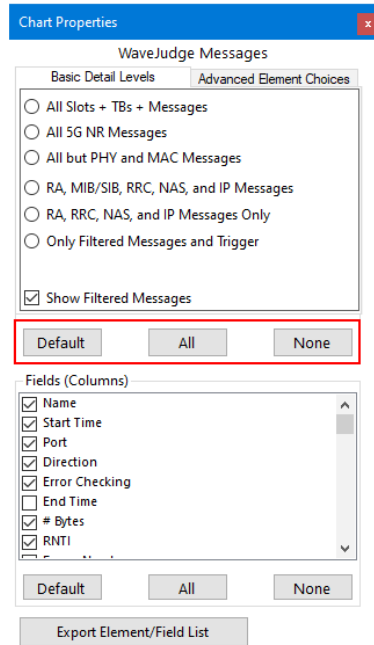 Chart Properties
x
WaveJudge Messages
Basic Detail Levels Advanced Element Choices
All Slots + TBs + Messages
All 5G NR Messages
All but PHY and MAC Messages
RA, MIB/SIB, RRC, NAS, and IP Messages
RA, RRC, NAS, and IP Messages Only
Only Filtered Messages and Trigger
Show Filtered Messages
Default All None
Fields (Columns)
Name
Start Time
Port
Direction
Error Checking
End Time
# Bytes
RNTI
Default All None
Export Element/Field List